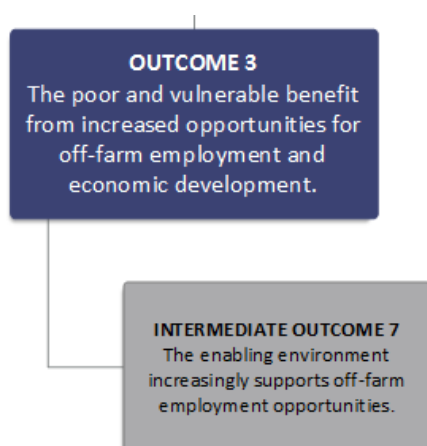 OUTCOME 3
The poor and vulnerable benefit
from increased opportunities for
off-farm employment and
economic development.
INTERMEDIATE OUTCOME 7
The enabling environment
increasingly supports off-farm
employment opportunities.